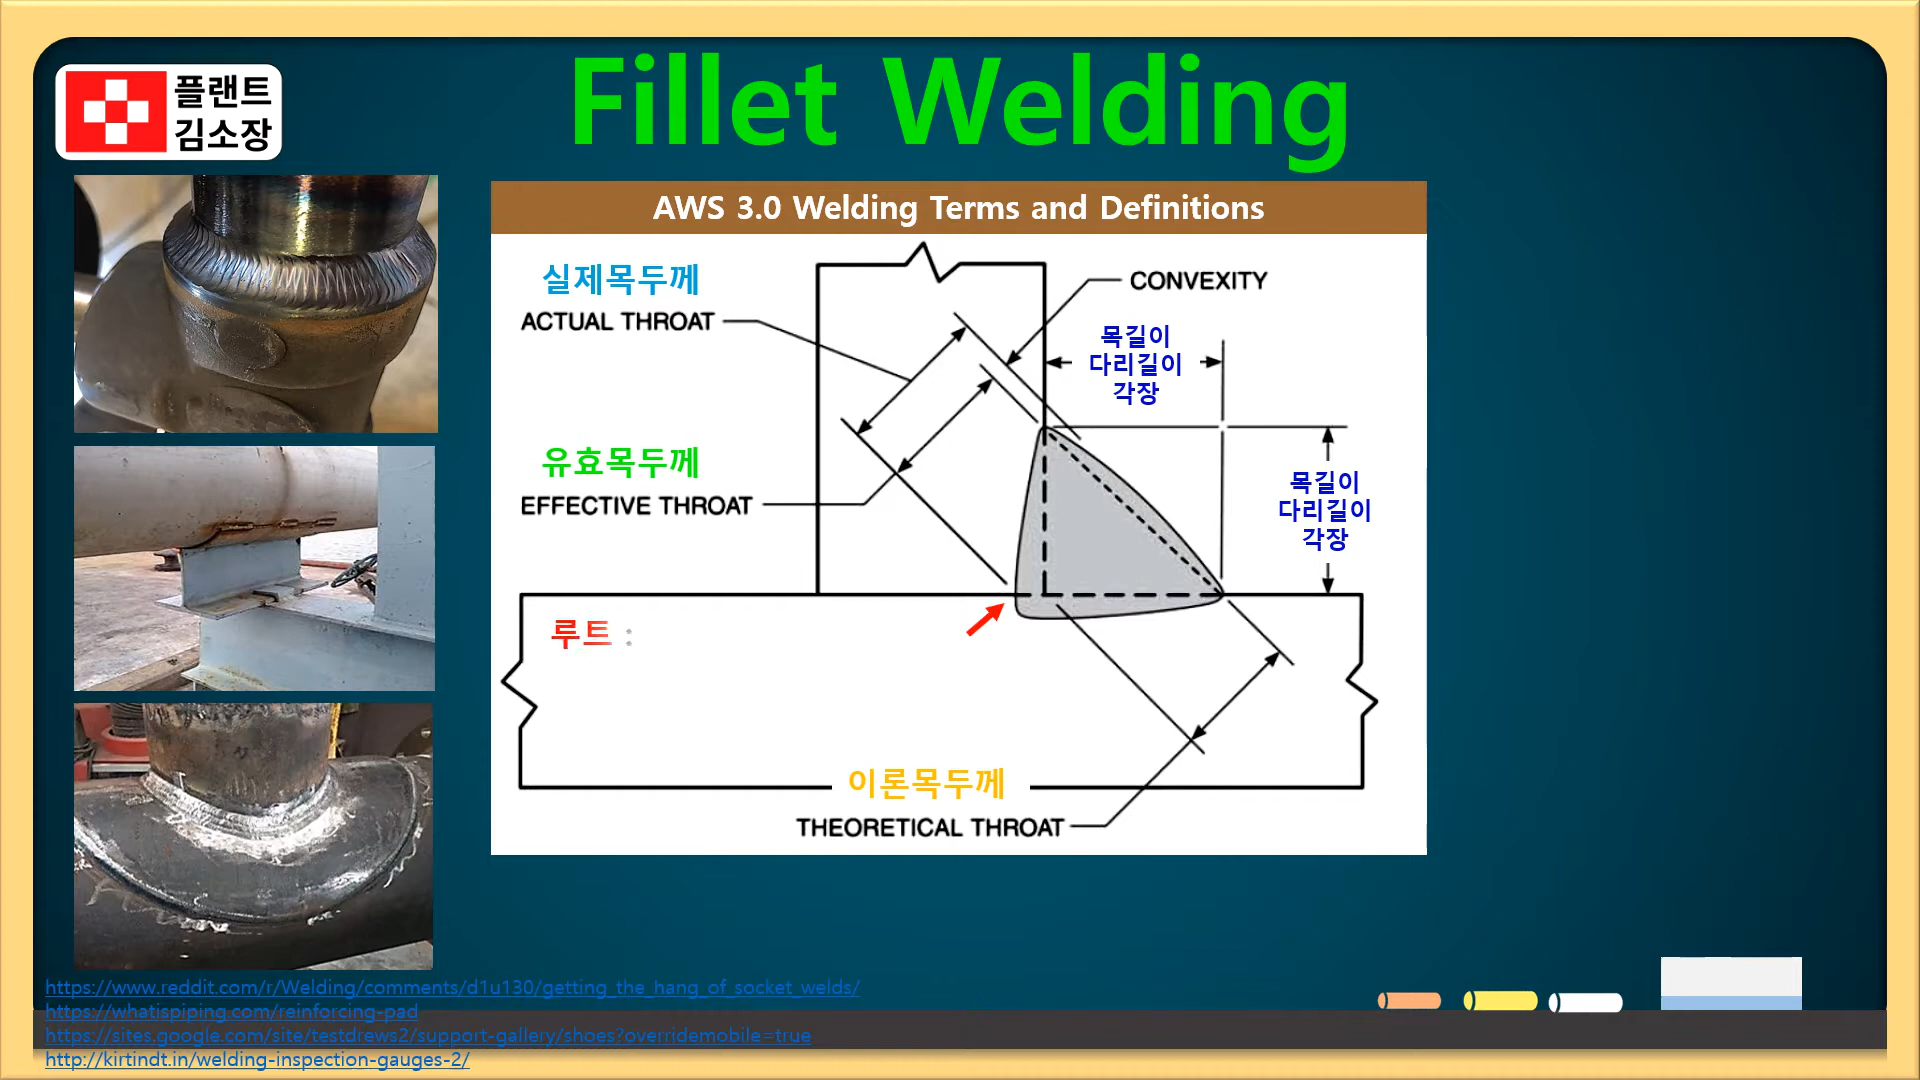 Fillet Welding
플랜트
김소장
AWS 3.0 Welding Terms and Definitions
실제목두께
ACTUAL THROAT
CONVEXITY
목길이
다리길이
각장
유효목두께
EFFECTIVE THROAT
목길이
다리길이
각장
루트 :
이론목두께
THEORETICAL THROAT
https://www.reddit.com/r/Welding/comments/d1u130/getting_the_hang_of_socket_welds/
https://whatispiping.com/reinforcing-pad
https://sites.google.com/site/testdrews2/support-gallery/shoes?overridemobile=true
http://kirtindt.in/welding-inspection-gauges-2/